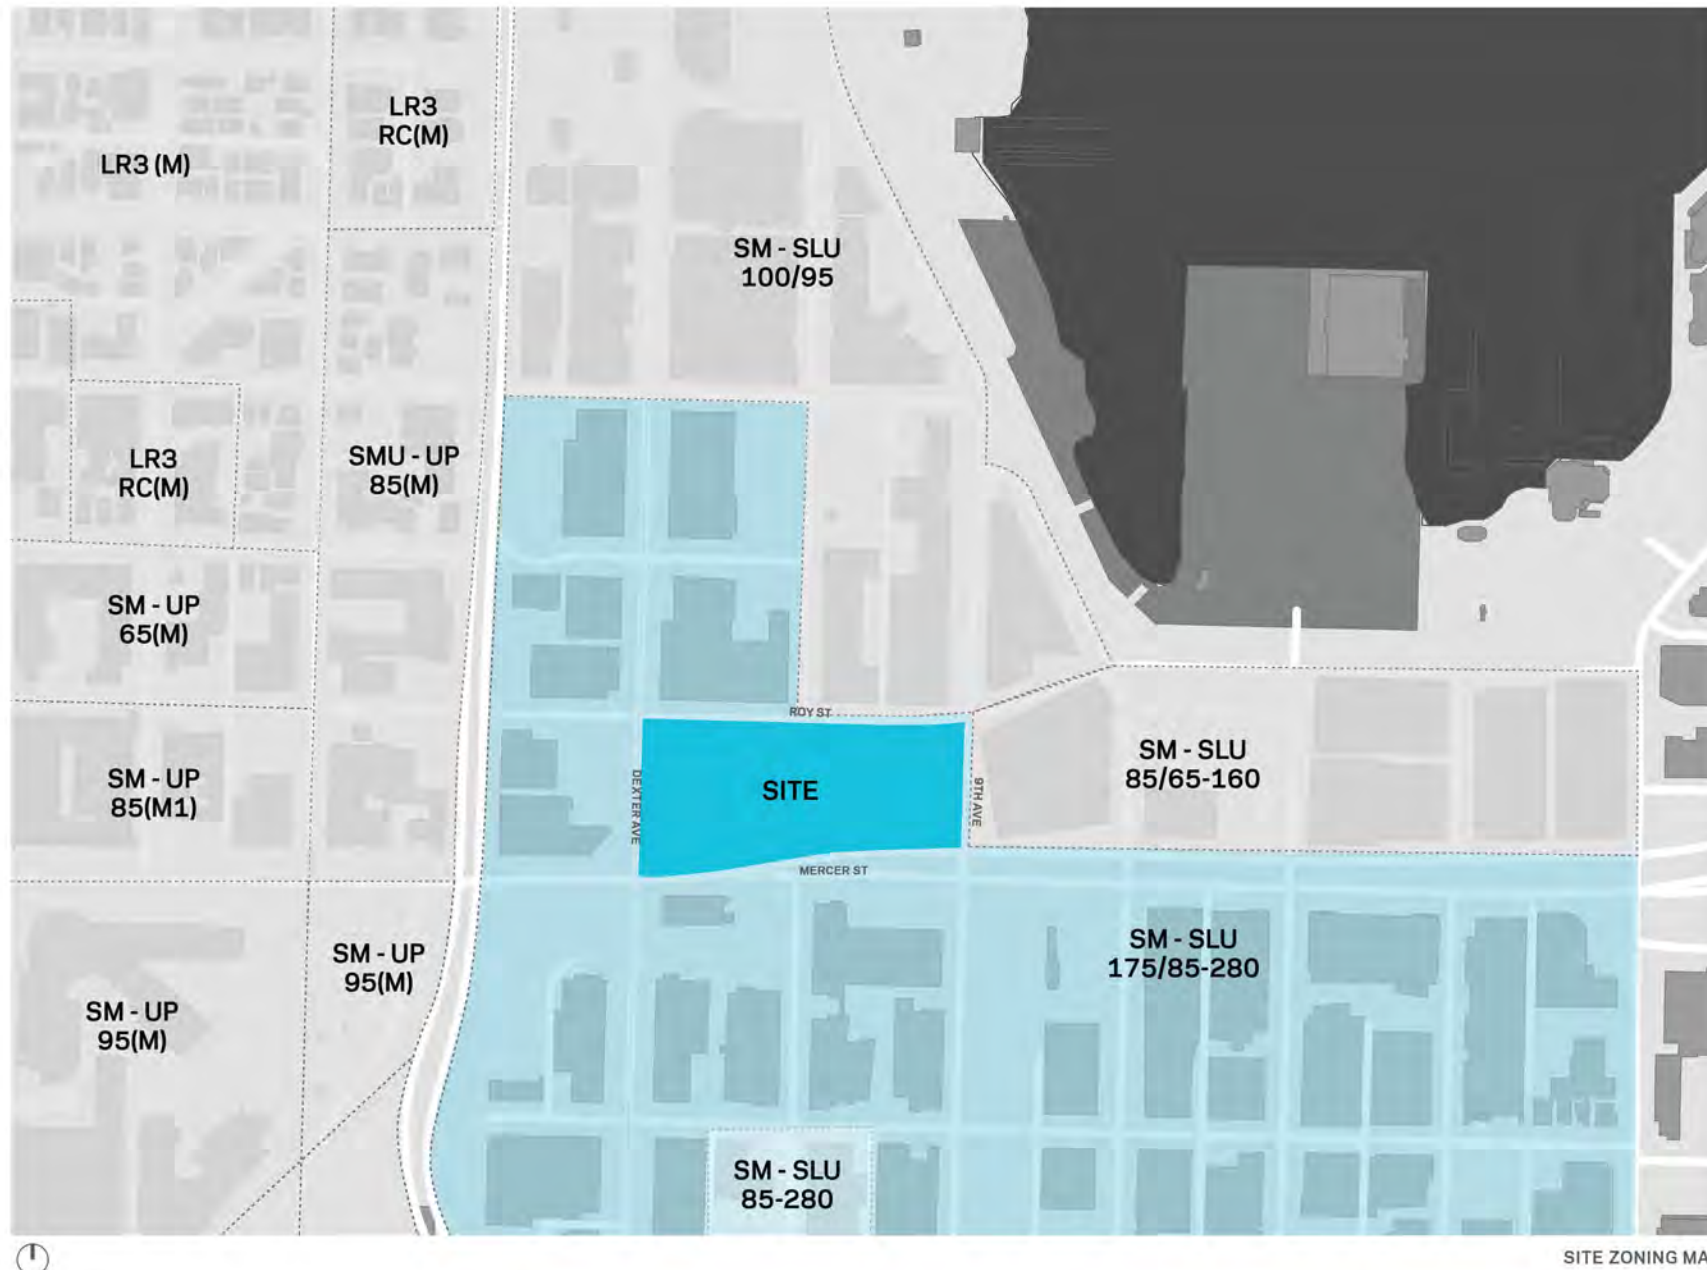 LR3
RC(M)
LR3 (M)
SM - SLU
100/95
LR3
RC(M)
SMU - UP
85(M)
SM - UP
65(M)
ROY ST
SM - UP
85(M1)
DEXTER AVE
SITE
9TH AVE
SM - SLU
85/65-160
MERCER ST
SM - UP
95(M)
SM - SLU
175/85-280
SM - UP
95(M)
SM - SLU
85-280
SITE ZONING MA